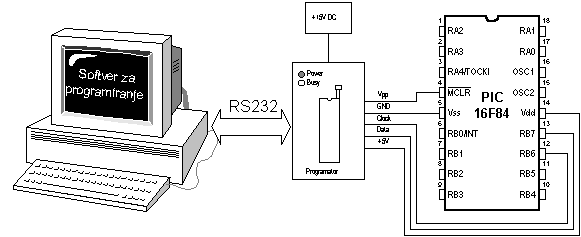 Softver za
programiranje
RS232
+15V DC
Power
Busy
Programator
Vpp
GND
Clock
Data
+5V
PIC
16F84
1 RA2
2 RA3
3 RA4/TOCKI
4 MCLR
5 Vss
6 RB0/INT
7 RB1
8 RB2
9 RB3
18 RA1
17 RA0
16 OSC1
15 OSC2
14 Vdd
13 RB7
12 RB6
11 RB5
10 RB4